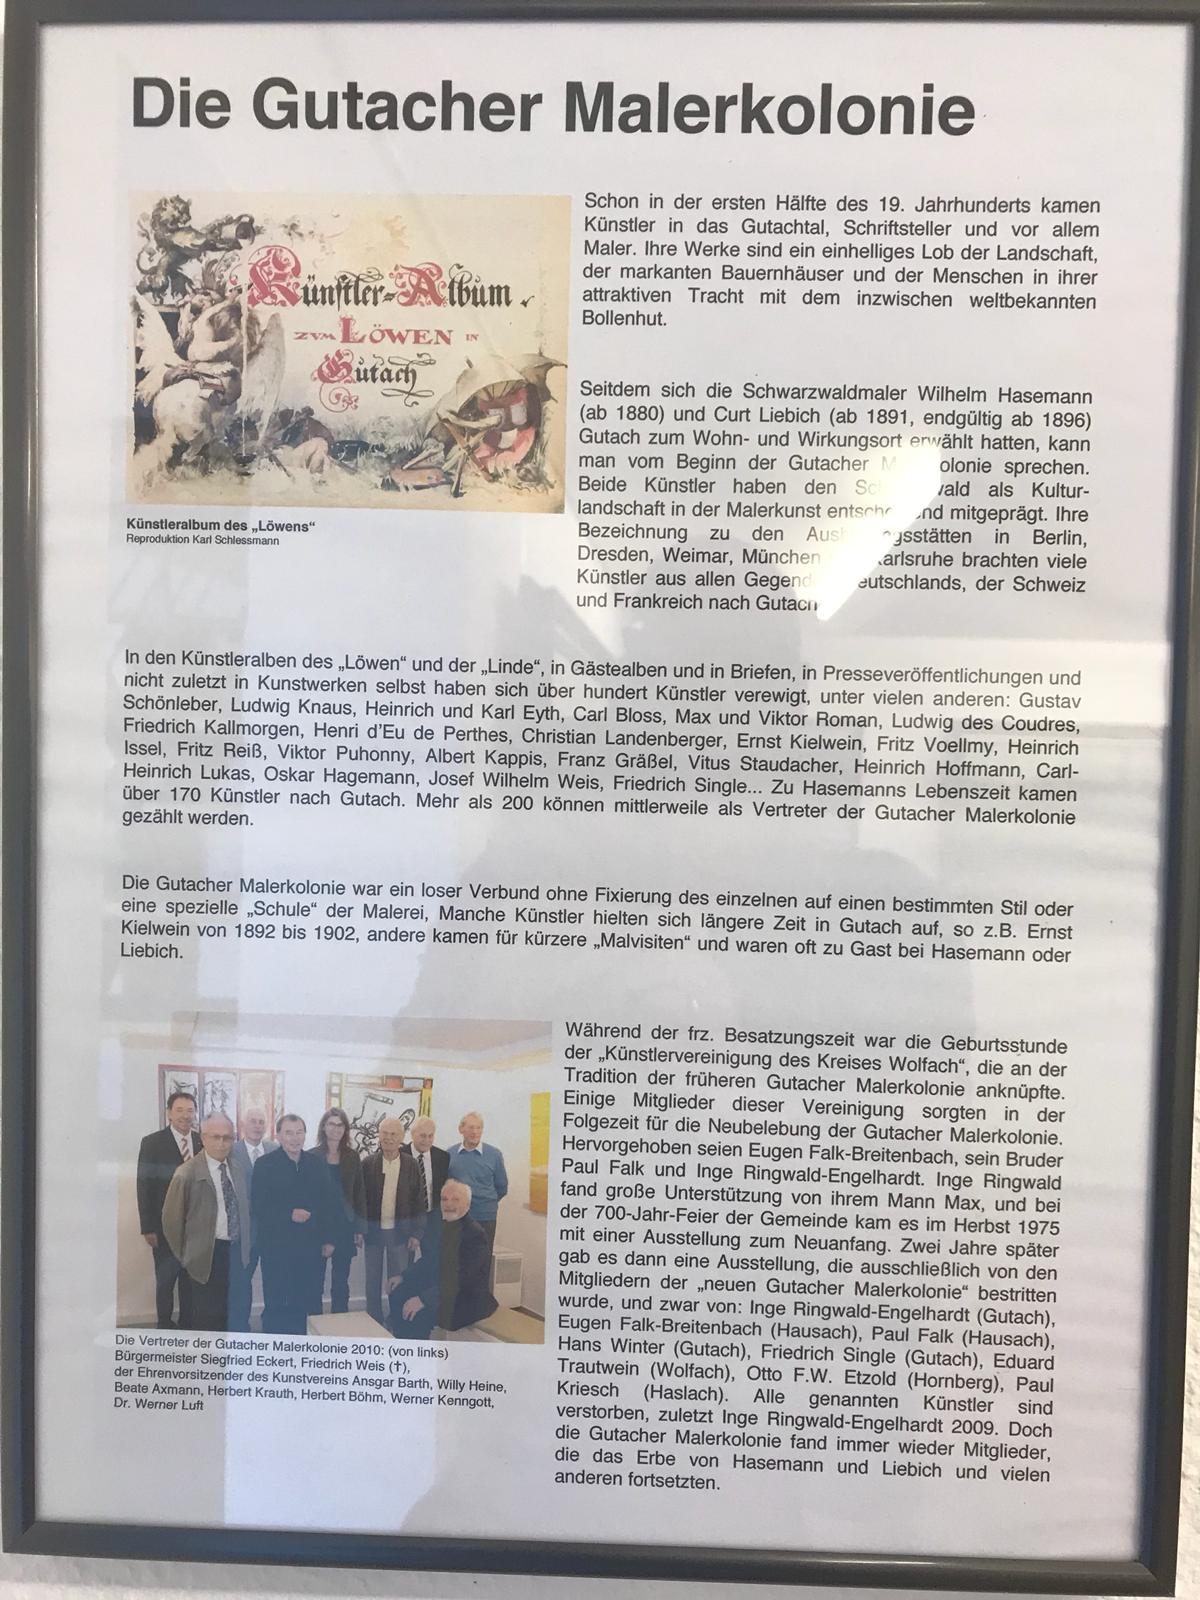 Die Gutacher Malerkolonie
Künstler-Album
ZUM LÖWEN IN
Gutach
Künstleralbum des „Löwens“
Reproduktion Karl Schlessmann
Schon in der ersten Hälfte des 19. Jahrhunderts kamen
Künstler in das Gutachtal, Schriftsteller und vor allem
Maler. Ihre Werke sind ein einhelliges Lob der Landschaft,
der markanten Bauernhäuser und der Menschen in ihrer
attraktiven Tracht mit dem inzwischen weltbekannten
Bollenhut.
Seitdem sich die Schwarzwaldmaler Wilhelm Hasemann
(ab 1880) und Curt Liebich (ab 1891, endgültig ab 1896)
Gutach zum Wohn- und Wirkungsort erwählt hatten, kann
man vom Beginn der Gutacher sprechen.
Beide Künstler haben den als Kultur-
landschaft in der Malerkunst mitgeprägt. Ihre
Bezeichnung zu den in Berlin,
Dresden, Weimar, München Karlsruhe brachten viele
Künstler aus allen Deutschlands, der Schweiz
und Frankreich nach Gutach
In den Künstleralben des „Löwen“ und der „Linde“, in Gästealben und in Briefen, in Presseveröffentlichungen und
nicht zuletzt in Kunstwerken selbst haben sich über hundert Künstler verewigt, unter vielen anderen: Gustav
Schönleber, Ludwig Knaus, Heinrich und Karl Eyth, Carl Bloss, Max und Viktor Roman, Ludwig des Coudres,
Friedrich Kallmorgen, Henri d’Eu de Perthes, Christian Landenberger, Ernst Kielwein, Fritz Voellmy, Heinrich
Issel, Fritz Reiß, Viktor Puhonny, Albert Kappis, Franz Gräßel, Vitus Staudacher, Heinrich Hoffmann, Carl-
Heinrich Lukas, Oskar Hagemann, Josef Wilhelm Weis, Friedrich Single... Zu Hasemanns Lebenszeit kamen
über 170 Künstler nach Gutach. Mehr als 200 können mittlerweile als Vertreter der Gutacher Malerkolonie
gezählt werden.
Die Gutacher Malerkolonie war ein loser Verbund ohne Fixierung des einzelnen auf einen bestimmten Stil oder
eine spezielle „Schule“ der Malerei, Manche Künstler hielten sich längere Zeit in Gutach auf, so z.B. Ernst
Kielwein von 1892 bis 1902, andere kamen für kürzere „Malvisiten“ und waren oft zu Gast bei Hasemann oder
Liebich.
Während der frz. Besatzungszeit war die Geburtsstunde
der „Künstlervereinigung des Kreises Wolfach“, die an der
Tradition der früheren Gutacher Malerkolonie anknüpfte.
Einige Mitglieder dieser Vereinigung sorgten in der
Folgezeit für die Neubelebung der Gutacher Malerkolonie.
Hervorgehoben seien Eugen Falk-Breitenbach, sein Bruder
Paul Falk und Inge Ringwald-Engelhardt. Inge Ringwald
fand große Unterstützung von ihrem Mann Max, und bei
der 700-Jahr-Feier der Gemeinde kam es im Herbst 1975
mit einer Ausstellung zum Neuanfang. Zwei Jahre später
gab es dann eine Ausstellung, die ausschließlich von den
Mitgliedern der „neuen Gutacher Malerkolonie“ bestritten
wurde, und zwar von: Inge Ringwald-Engelhardt (Gutach),
Eugen Falk-Breitenbach (Hausach), Paul Falk (Hausach),
Hans Winter (Gutach), Friedrich Single (Gutach), Eduard
Trautwein (Wolfach), Otto F.W. Etzold (Hornberg), Paul
Kriesch (Haslach). Alle genannten Künstler sind
verstorben, zuletzt Inge Ringwald-Engelhardt 2009. Doch
die Gutacher Malerkolonie fand immer wieder Mitglieder,
die das Erbe von Hasemann und Liebich und vielen
anderen fortsetzten.
Die Vertreter der Gutacher Malerkolonie 2010: (von links)
Bürgermeister Siegfried Eckert, Friedrich Weis (✝),
der Ehrenvorsitzender des Kunstvereins Ansgar Barth, Willy Heine,
Beate Axmann, Herbert Krauth, Herbert Böhm, Werner Kenngott,
Dr. Werner Luft